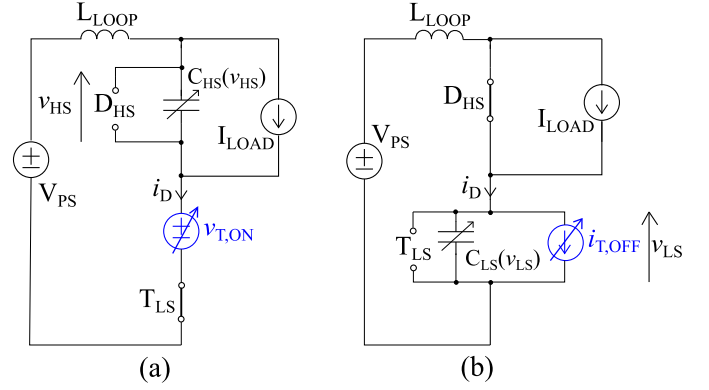 L_LOOP
C_HS(v_HS)
v_HS
D_HS
I_LOAD
V_PS
i_D
v_T,ON
T_LS
(a)
L_LOOP
D_HS
I_LOAD
V_PS
i_D
T_LS
C_LS(v_LS)
i_T,OFF
v_LS
(b)